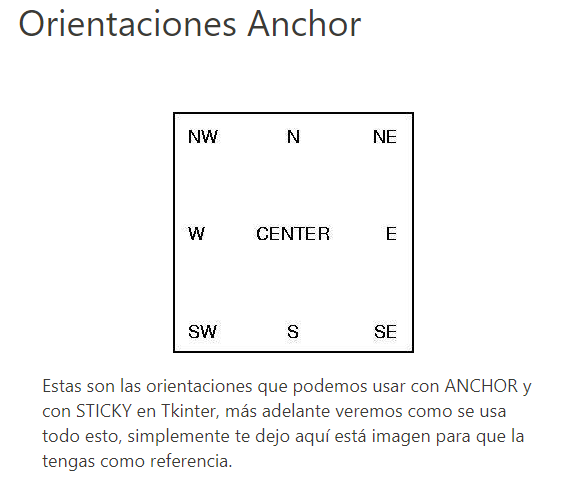 Orientaciones Anchor
NW N NE
W CENTER E
SW S SE
Estas son las orientaciones que podemos usar con ANCHOR y
con STICKY en Tkinter, más adelante veremos como se usa
todo esto, simplemente te dejo aquí está imagen para que la
tengas como referencia.